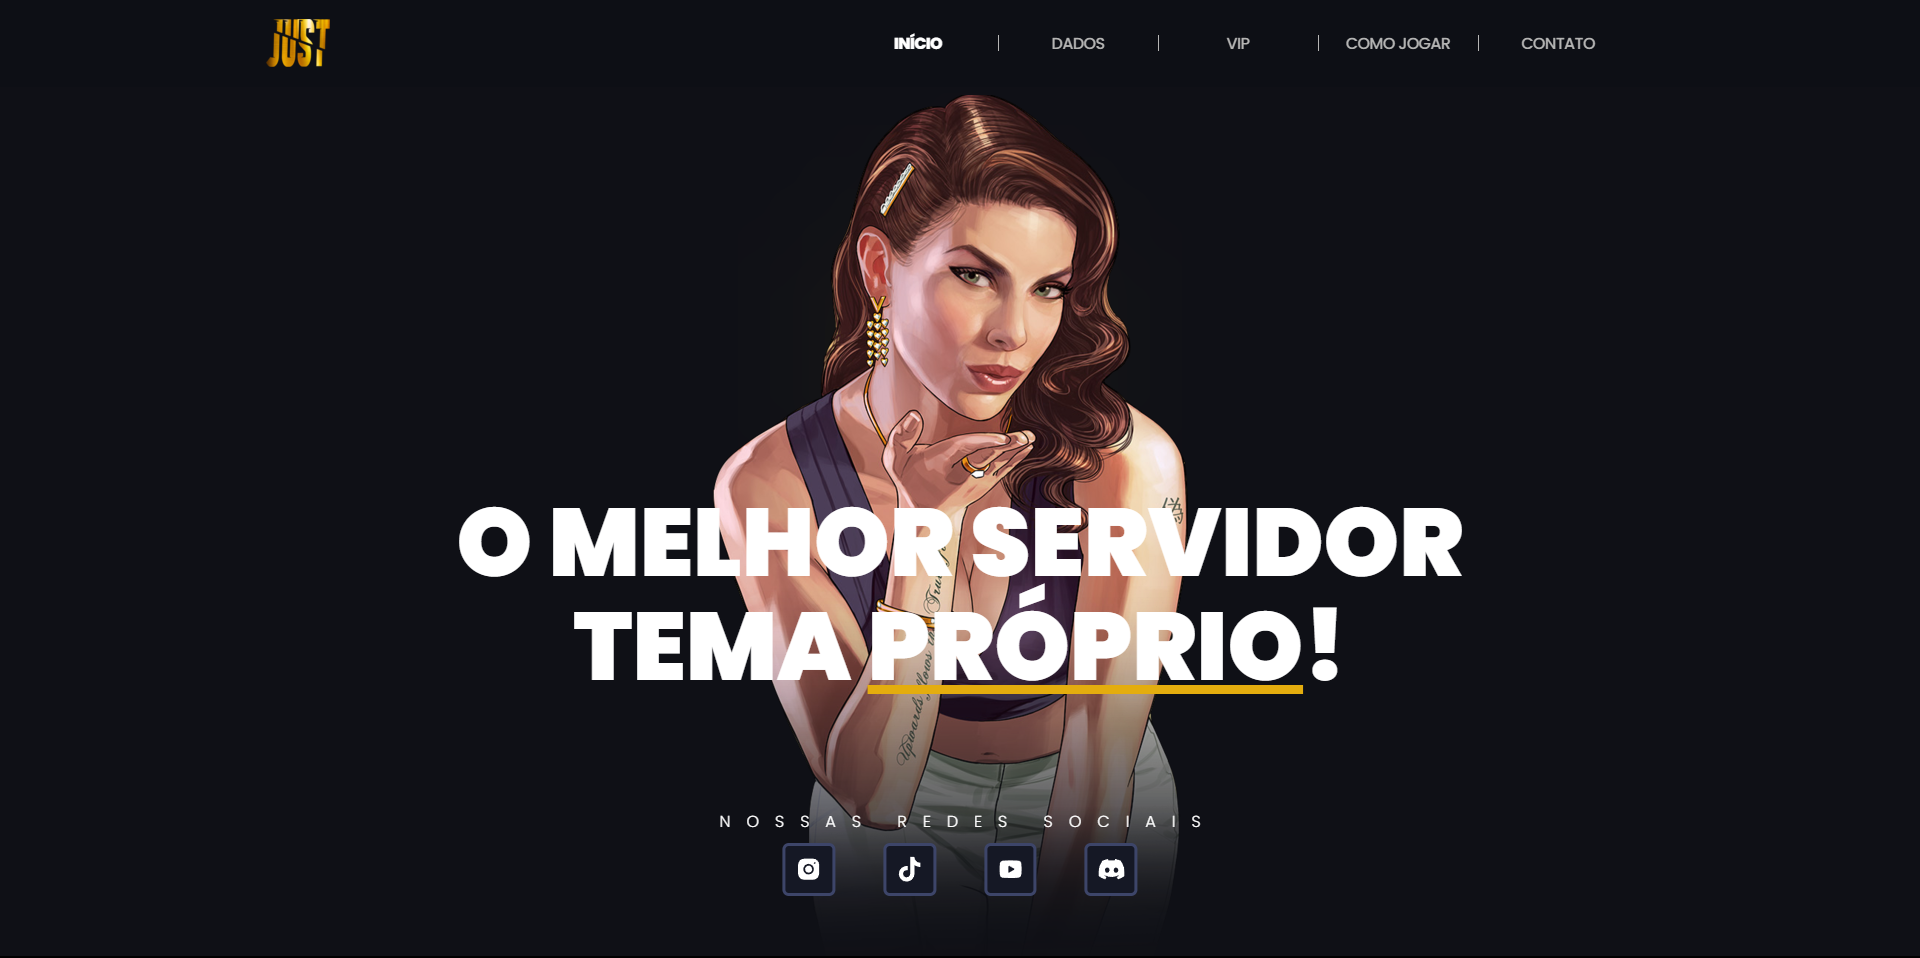 JUST
INÍCIO
DADOS
VIP
COMO JOGAR
CONTATO
O MELHOR SERVIDOR
TEMA PRÓPRIO!
NOSSAS REDES SOCIAIS